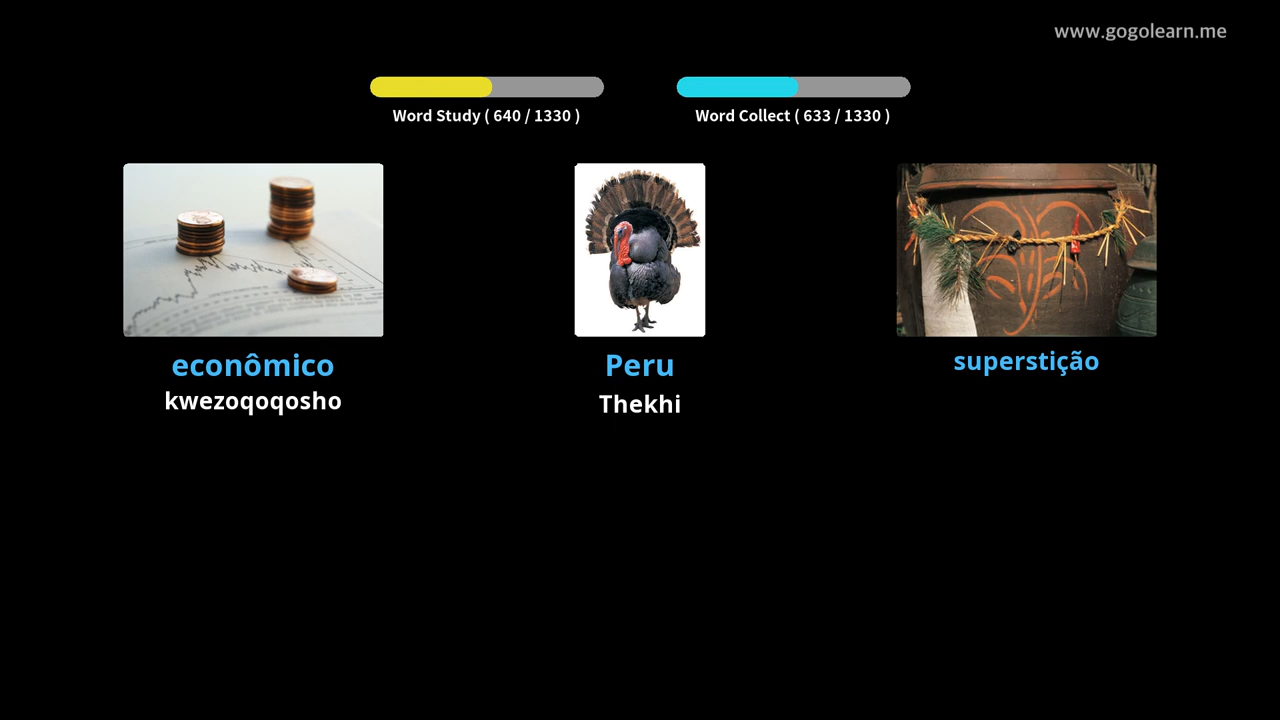 www.gogolearn.me
Word Study ( 640 / 1330 )
Word Collect ( 633 / 1330 )
econômico
kwezoqoqosho
Peru
Thekhi
superstição